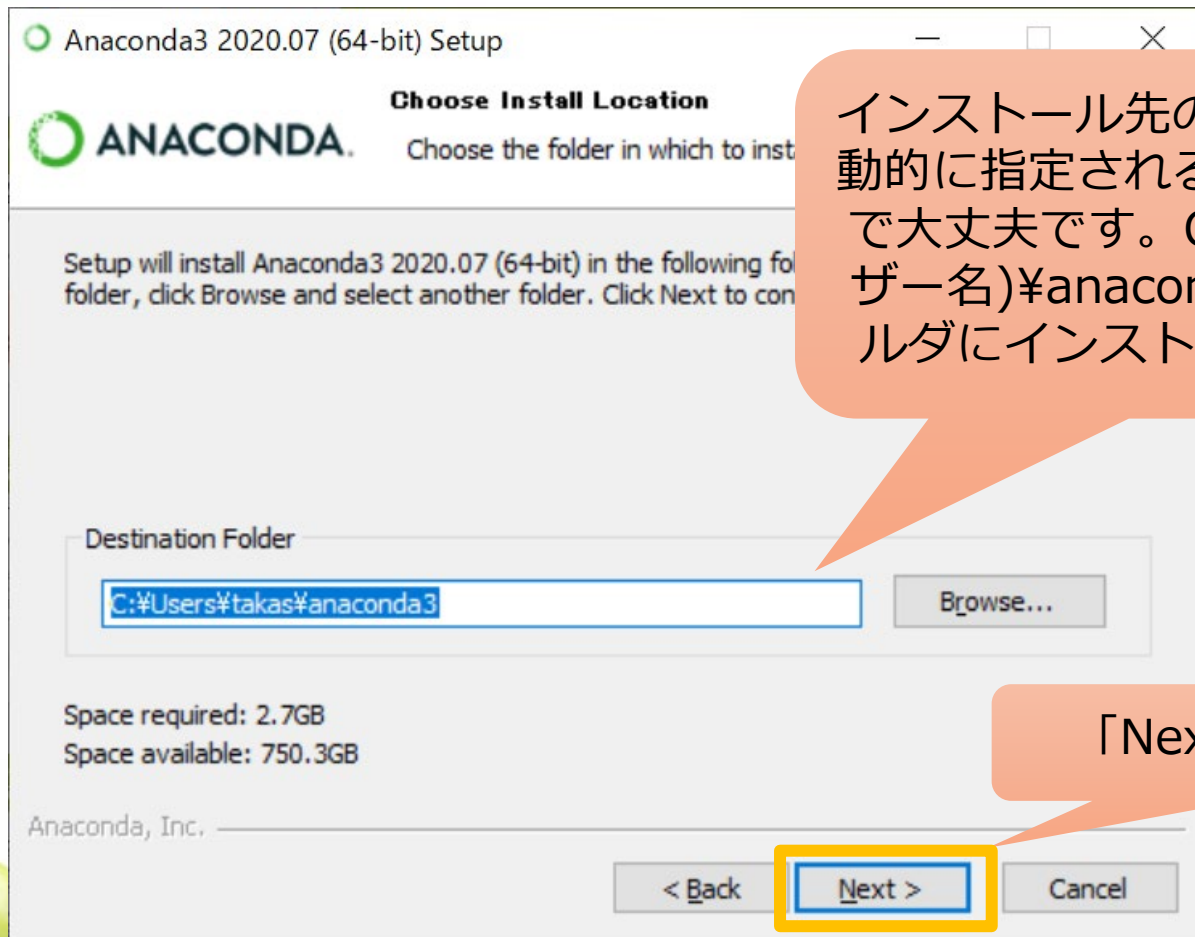 Anaconda3 2020.07 (64-bit) Setup
ANACONDA.
Choose Install Location
Choose the folder in which to inst
インストール先の
動的に指定される
で大丈夫です。C
ザー名)¥anacon
ルダにインスト
Setup will install Anaconda3 2020.07 (64-bit) in the following fol
folder, click Browse and select another folder. Click Next to con
Destination Folder
C:¥Users¥takas¥anaconda3
Browse...
Space required: 2.7GB
Space available: 750.3GB
「Nex
Anaconda, Inc.
< Back
Next >
Cancel